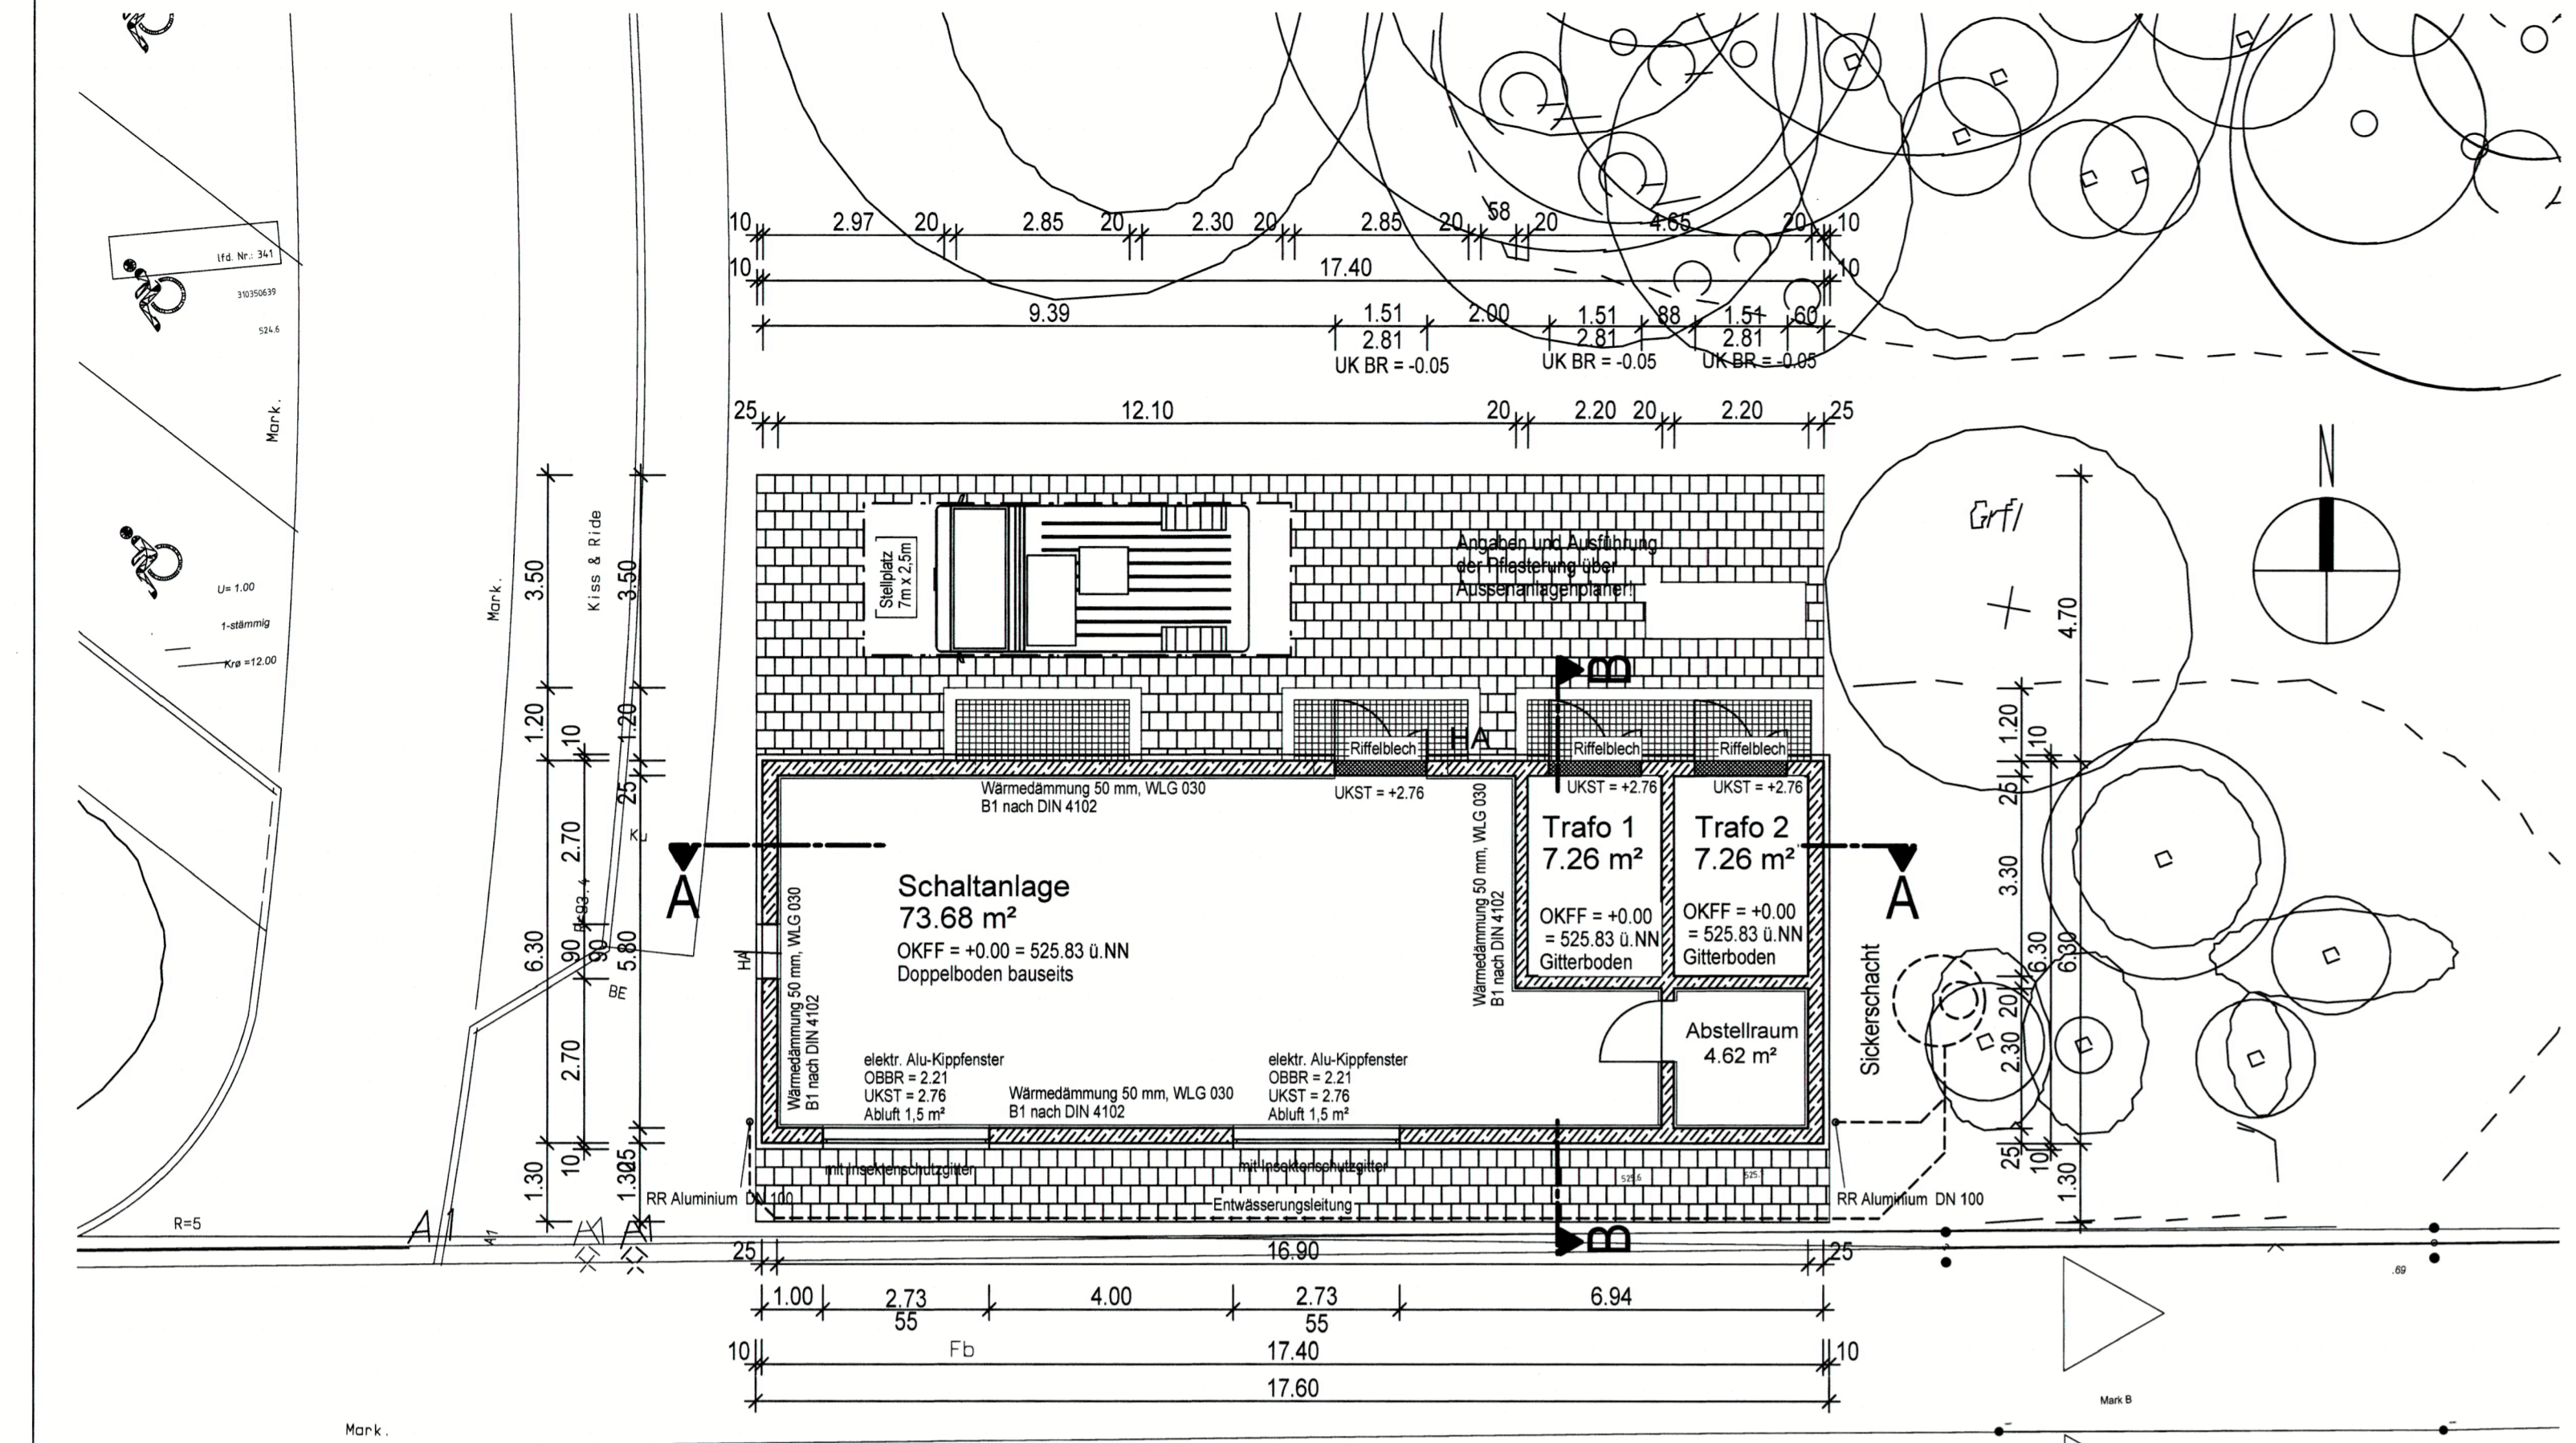 10 2.97 20 2.85 20 2.30 20 2.85 20 58 20 4.65 20 10
10 17.40 10
9.39 1.51 2.00 1.51 88 1.51 60
2.81 2.81 2.81
UK BR = -0.05 UK BR = -0.05 UK BR = -0.05
25 12.10 20 2.20 20 2.20 25
lfd. Nr.: 341
310350639
524.6
Mark.
U= 1.00
1-stämmig
Krø =12.00
Mark.
Kiss & Ride
3.50
1.20
6.30
1.30
10
2.70
90
2.70
10
90
3.50
1.20
25
5.80
25
1.30
Ku
BE
HA
Stellplatz
7m x 2,5m
Angaben und Ausführung
der Pflasterung über
Aussenanlagenplaner!
B
Grfl
N
4.70
1.20
10
25
3.30
6.30
6.30
20
2.30
25
10
1.30
Riffelblech HA Riffelblech Riffelblech
Wärmedämmung 50 mm, WLG 030
B1 nach DIN 4102
UKST = +2.76 UKST = +2.76 UKST = +2.76
Wärmedämmung 50 mm, WLG 030
B1 nach DIN 4102
Trafo 1
7.26 m²
OKFF = +0.00
= 525.83 ü.NN
Gitterboden
Trafo 2
7.26 m²
OKFF = +0.00
= 525.83 ü.NN
Gitterboden
A A
Schaltanlage
73.68 m²
OKFF = +0.00 = 525.83 ü.NN
Doppelboden bauseits
Wärmedämmung 50 mm, WLG 030
B1 nach DIN 4102
Sickerschacht
Abstellraum
4.62 m²
elektr. Alu-Kippfenster
OBBR = 2.21
UKST = 2.76
Abluft 1,5 m²
Wärmedämmung 50 mm, WLG 030
B1 nach DIN 4102
elektr. Alu-Kippfenster
OBBR = 2.21
UKST = 2.76
Abluft 1,5 m²
mit Insektenschutzgitter mit Insektenschutzgitter
525.6
RR Aluminium DN 100
Entwässerungsleitung
RR Aluminium DN 100
R=5
A1 A1 A1 A1
B
25 16.90 25
1.00 2.73 4.00 2.73 6.94
55 55
Fb
10 17.40 10
17.60
.69
Mark B
Mark.